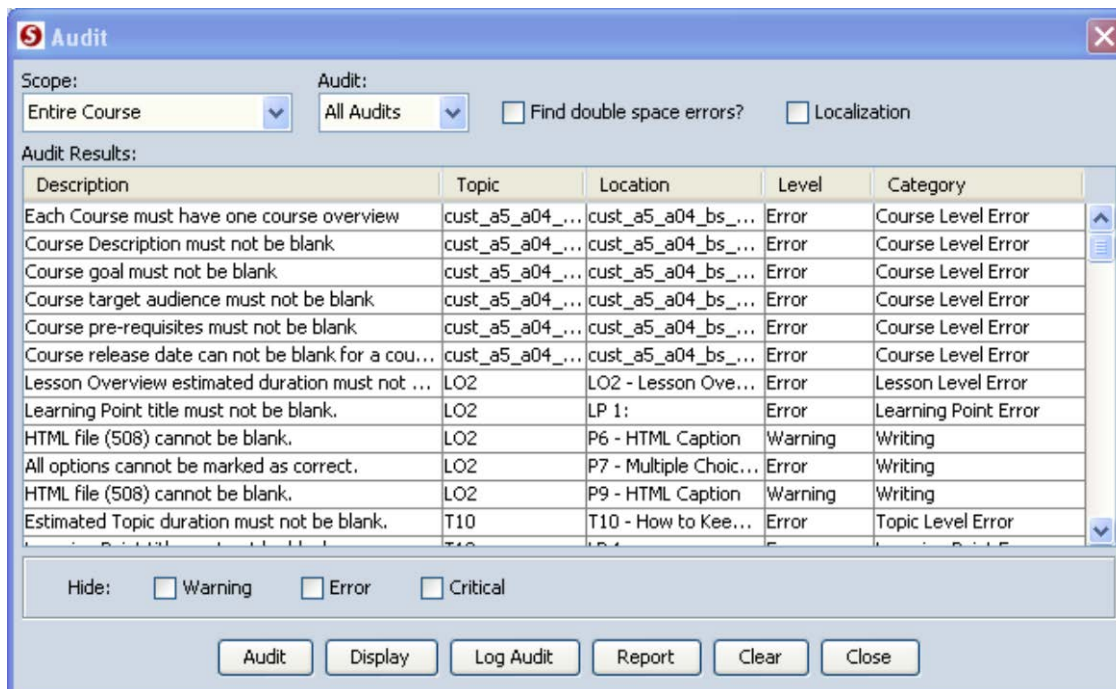 Audit
Scope: Audit:
Entire Course All Audits Find double space errors? Localization
Audit Results:
Description Topic Location Level Category
Each Course must have one course overview cust_a5_a04_... cust_a5_a04_bs_... Error Course Level Error
Course Description must not be blank cust_a5_a04_... cust_a5_a04_bs_... Error Course Level Error
Course goal must not be blank cust_a5_a04_... cust_a5_a04_bs_... Error Course Level Error
Course target audience must not be blank cust_a5_a04_... cust_a5_a04_bs_... Error Course Level Error
Course pre-requisites must not be blank cust_a5_a04_... cust_a5_a04_bs_... Error Course Level Error
Course release date can not be blank for a cou... cust_a5_a04_... cust_a5_a04_bs_... Error Course Level Error
Lesson Overview estimated duration must not ... LO2 LO2 - Lesson Ove... Error Lesson Level Error
Learning Point title must not be blank. LO2 LP 1: Error Learning Point Error
HTML file (508) cannot be blank. LO2 P6 - HTML Caption Warning Writing
All options cannot be marked as correct. LO2 P7 - Multiple Choic... Error Writing
HTML file (508) cannot be blank. LO2 P9 - HTML Caption Warning Writing
Estimated Topic duration must not be blank. T10 T10 - How to Kee... Error Topic Level Error
Hide: Warning Error Critical
Audit Display Log Audit Report Clear Close